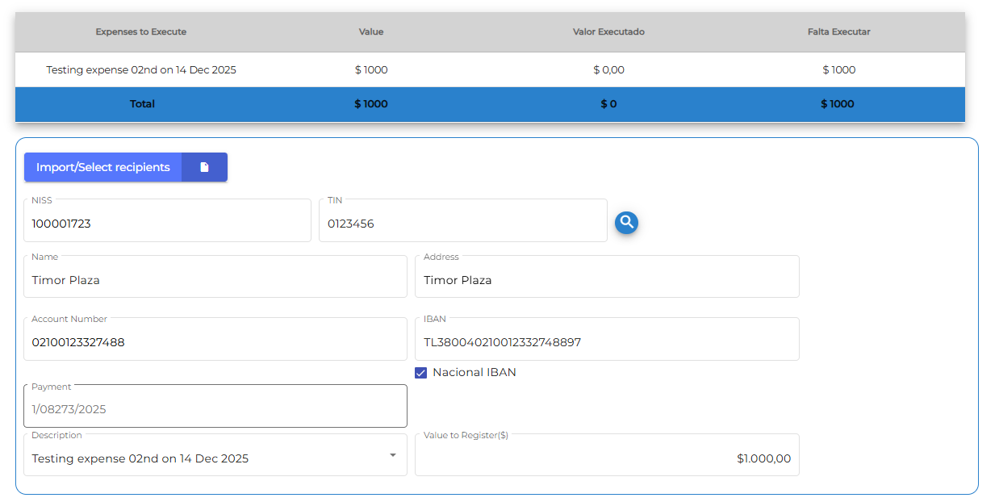 Expenses to Execute Value Valor Executado Falta Executar
Testing expense 02nd on 14 Dec 2025 $ 1000 $ 0,00 $ 1000
Total $ 1000 $ 0 $ 1000
Import/Select recipients
NISS TIN
100001723 0123456
Name Address
Timor Plaza Timor Plaza
Account Number IBAN
02100123327488 TL380040210012332748897
Nacional IBAN
Payment
1/08273/2025
Description Value to Register($)
Testing expense 02nd on 14 Dec 2025 $1.000,00